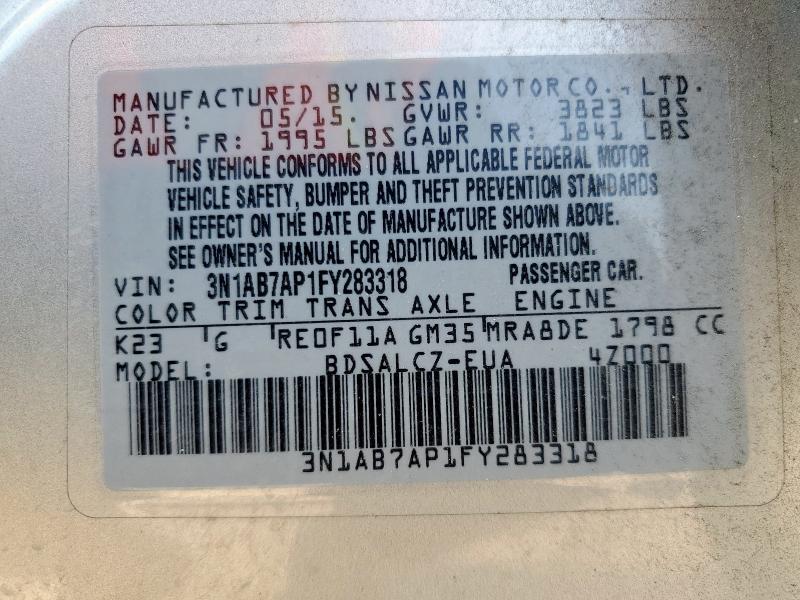 MANUFACTURED BY NISSAN MOTOR CO., LTD.
DATE: 05/15. GVWR: 3823 LBS
GAWR FR: 1995 LBS GAWR RR: 1841 LBS
THIS VEHICLE CONFORMS TO ALL APPLICABLE FEDERAL MOTOR
VEHICLE SAFETY, BUMPER AND THEFT PREVENTION STANDARDS
IN EFFECT ON THE DATE OF MANUFACTURE SHOWN ABOVE.
SEE OWNER'S MANUAL FOR ADDITIONAL INFORMATION.
VIN: 3N1AB7AP1FY283318 PASSENGER CAR.
COLOR TRIM TRANS AXLE ENGINE
K23 G RE0F11A GM35 MRA8DE 1798 CC
MODEL: BDSALCZ-EUA 4Z000
3N1AB7AP1FY283318